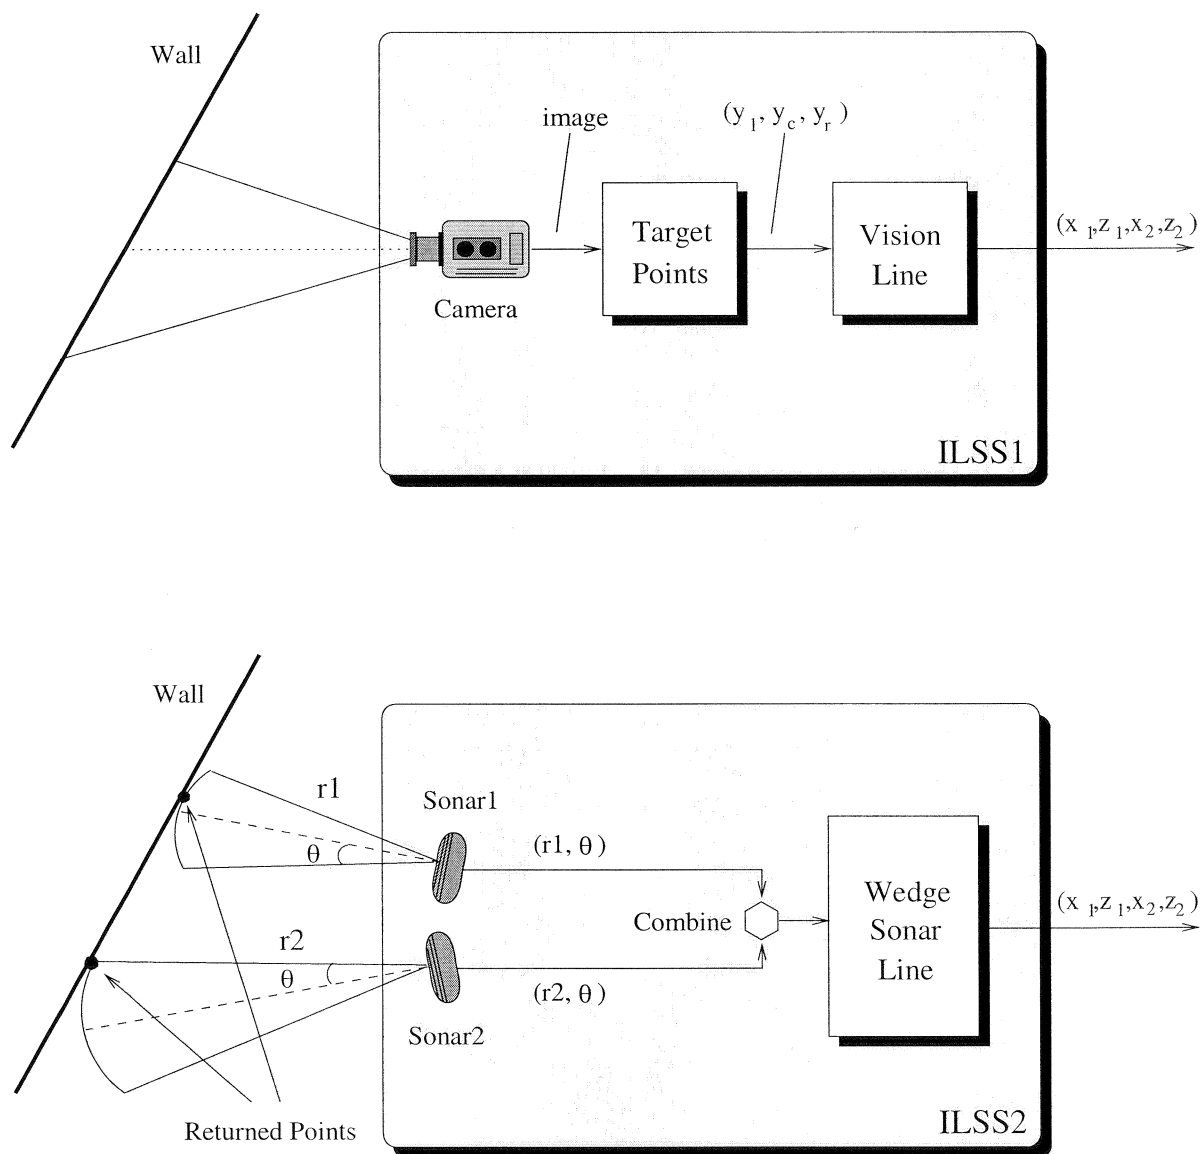 Wall
image
(y_l, y_c, y_r)
Target
Points
Vision
Line
(x_1,z_1,x_2,z_2)
Camera
ILSS1
Wall
r1
Sonar1
θ
(r1, θ)
Combine
Wedge
Sonar
Line
(x_1,z_1,x_2,z_2)
r2
θ
(r2, θ)
Sonar2
Returned Points
ILSS2